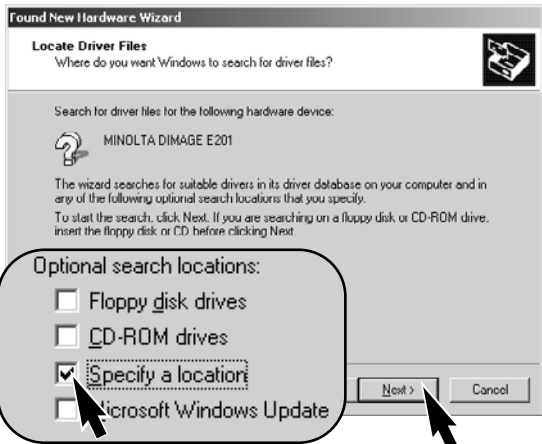 Found New Hardware Wizard
Locate Driver Files
Where do you want Windows to search for driver files?
Search for driver files for the following hardware device:
MINOLTA DIMAGE E201
The wizard searches for suitable drivers in its driver database on your computer and in
any of the following optional search locations that you specify.
To start the search, click Next. If you are searching on a floppy disk or CD-ROM drive,
insert the floppy disk or CD before clicking Next.
Optional search locations:
Floppy disk drives
CD-ROM drives
Specify a location
Microsoft Windows Update
Next >
Cancel